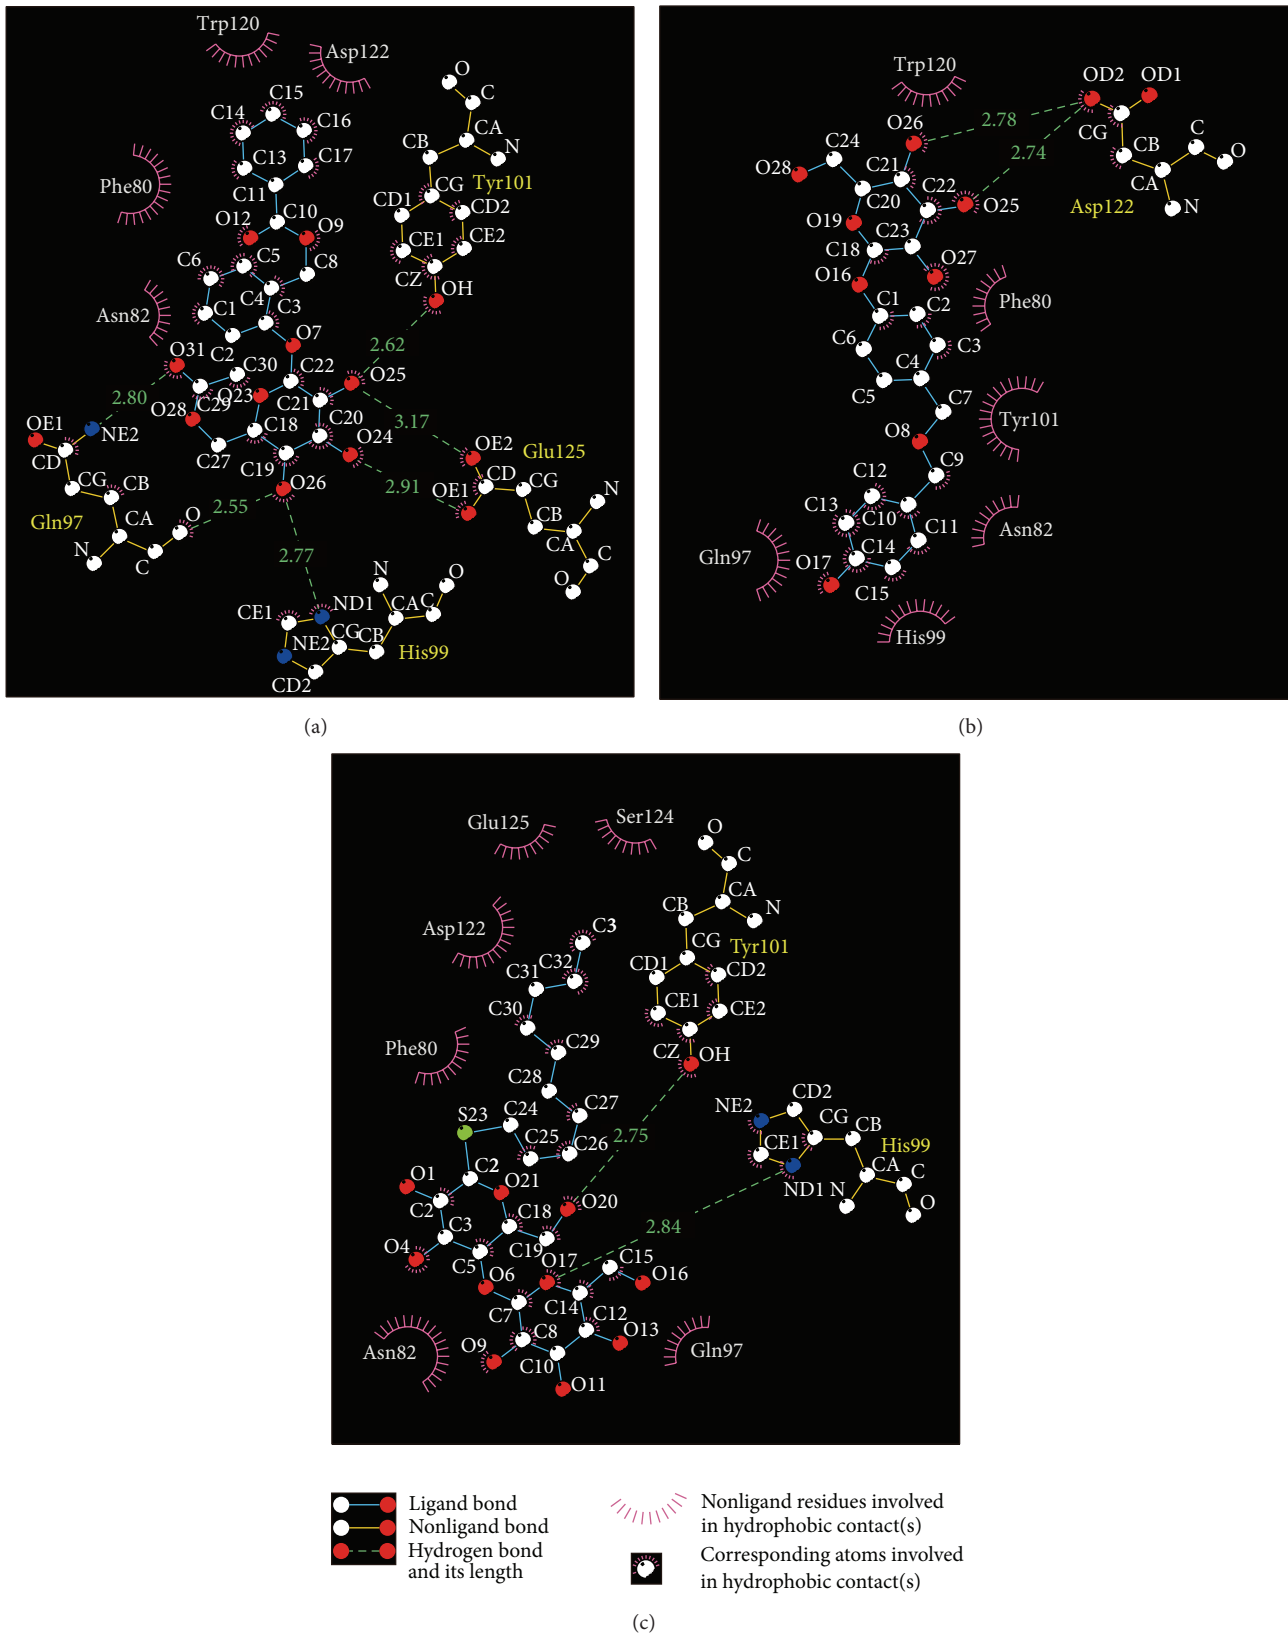 Trp120
Asp122
O
C15
C
C14
C16
CA
CB
N
C13
C17
Phe80
CG
Tyr101
C11
CD1
CD2
C10
O12
O9
CE1
CE2
C5
C6
C8
CZ
OH
C4
C1
C3
Asn82
O7
2.62
O31
C2
C30
C22
O25
2.80
O23
C29
C21
O28
C20
3.17
OE1
NE2
C18
O24
OE2
Glu125
CD
C27
C19
CD
CG
CG
CB
O26
2.91
OE1
N
Gln97
2.55
CB
CA
O
CA
N
C
2.77
C
N
O
O
CE1
ND1
CA
C
NE2
CG
CB
His99
CD2
(a)
Trp120
OD2
OD1
O26
2.78
CG
C24
CB
C
O28
C21
2.74
O
C22
CA
C20
O25
Asp122
N
O19
C23
C18
O27
O16
Phe80
C1
C2
C6
C3
C4
C5
C7
Tyr101
O8
C9
C12
C13
C10
C11
Asn82
Gln97
C14
O17
C15
His99
(b)
Glu125
Ser124
O
C
CA
CB
N
Asp122
C3
CG
Tyr101
C32
C31
CD1
CD2
C30
CE1
CE2
Phe80
C29
CZ
OH
C28
NE2
CD2
C27
CG
S23
C24
CB
C25
C26
2.75
CE1
His99
C2
CA
C
O1
O21
O20
ND1
N
O
C2
C18
C3
2.84
O4
C19
O17
C15
C5
O6
O16
C7
C14
C12
O9
C8
O13
Asn82
Gln97
C10
O11
Ligand bond
Nonligand bond
Hydrogen bond
and its length
Nonligand residues involved
in hydrophobic contact(s)
Corresponding atoms involved
in hydrophobic contact(s)
(c)